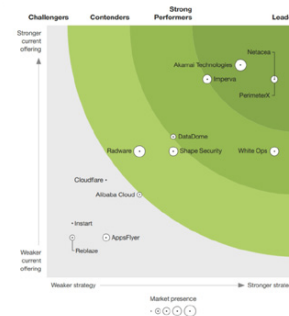 Challengers
Contenders
Strong
Performers
Lead
Stronger
current
offering
Netacea
Akamai Technologies
Imperva
PerimeterX
DataDome
Radware
Shape Security
White Ops
Cloudflare
Alibaba Cloud
Instart
AppsFlyer
Reblaze
Weaker
current
offering
Weaker strategy
Stronger strate
Market presence